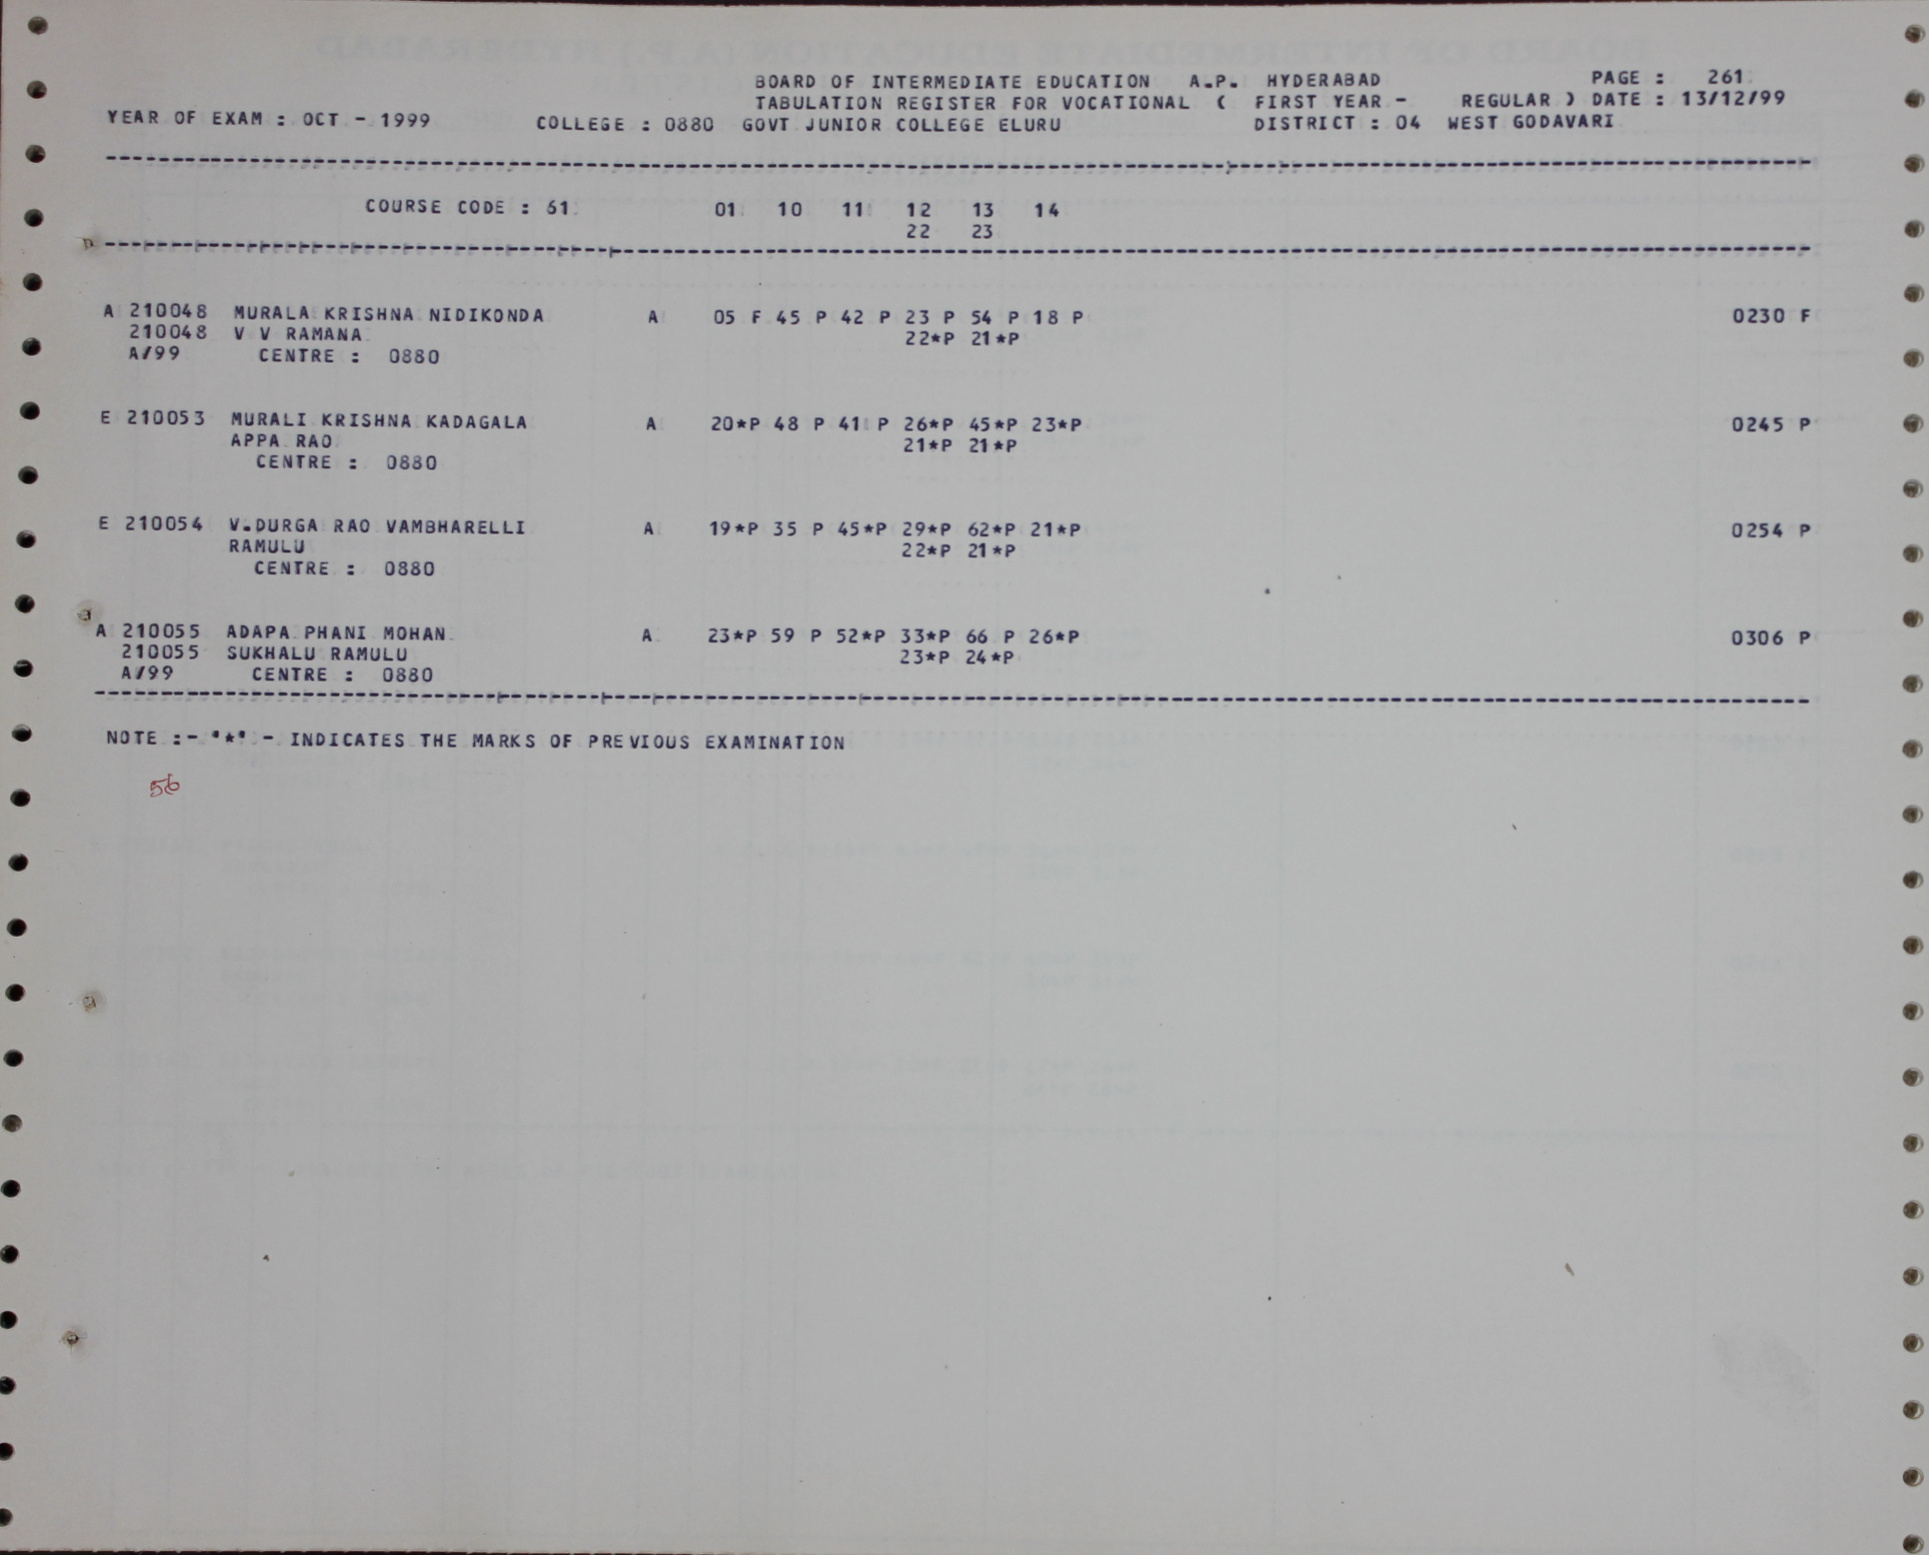 BOARD OF INTERMEDIATE EDUCATION A.P. HYDERABAD PAGE : 261
TABULATION REGISTER FOR VOCATIONAL ( FIRST YEAR - REGULAR ) DATE : 13/12/99
YEAR OF EXAM : OCT - 1999 COLLEGE : 0880 GOVT JUNIOR COLLEGE ELURU DISTRICT : 04 WEST GODAVARI
COURSE CODE : 61 01 10 11 12 13 14
22 23
A 210048 MURALA KRISHNA NIDIKONDA A 05 F 45 P 42 P 23 P 54 P 18 P 0230 F
210048 V V RAMANA 22*P 21*P
A/99 CENTRE : 0880
E 210053 MURALI KRISHNA KADAGALA A 20*P 48 P 41 P 26*P 45*P 23*P 0245 P
APPA RAO 21*P 21*P
CENTRE : 0880
E 210054 V.DURGA RAO VAMBHARELLI A 19*P 35 P 45*P 29*P 62*P 21*P 0254 P
RAMULU 22*P 21*P
CENTRE : 0880
A 210055 ADAPA PHANI MOHAN A 23*P 59 P 52*P 33*P 66 P 26*P 0306 P
210055 SUKHALU RAMULU 23*P 24*P
A/99 CENTRE : 0880
NOTE :- "*" - INDICATES THE MARKS OF PREVIOUS EXAMINATION
56